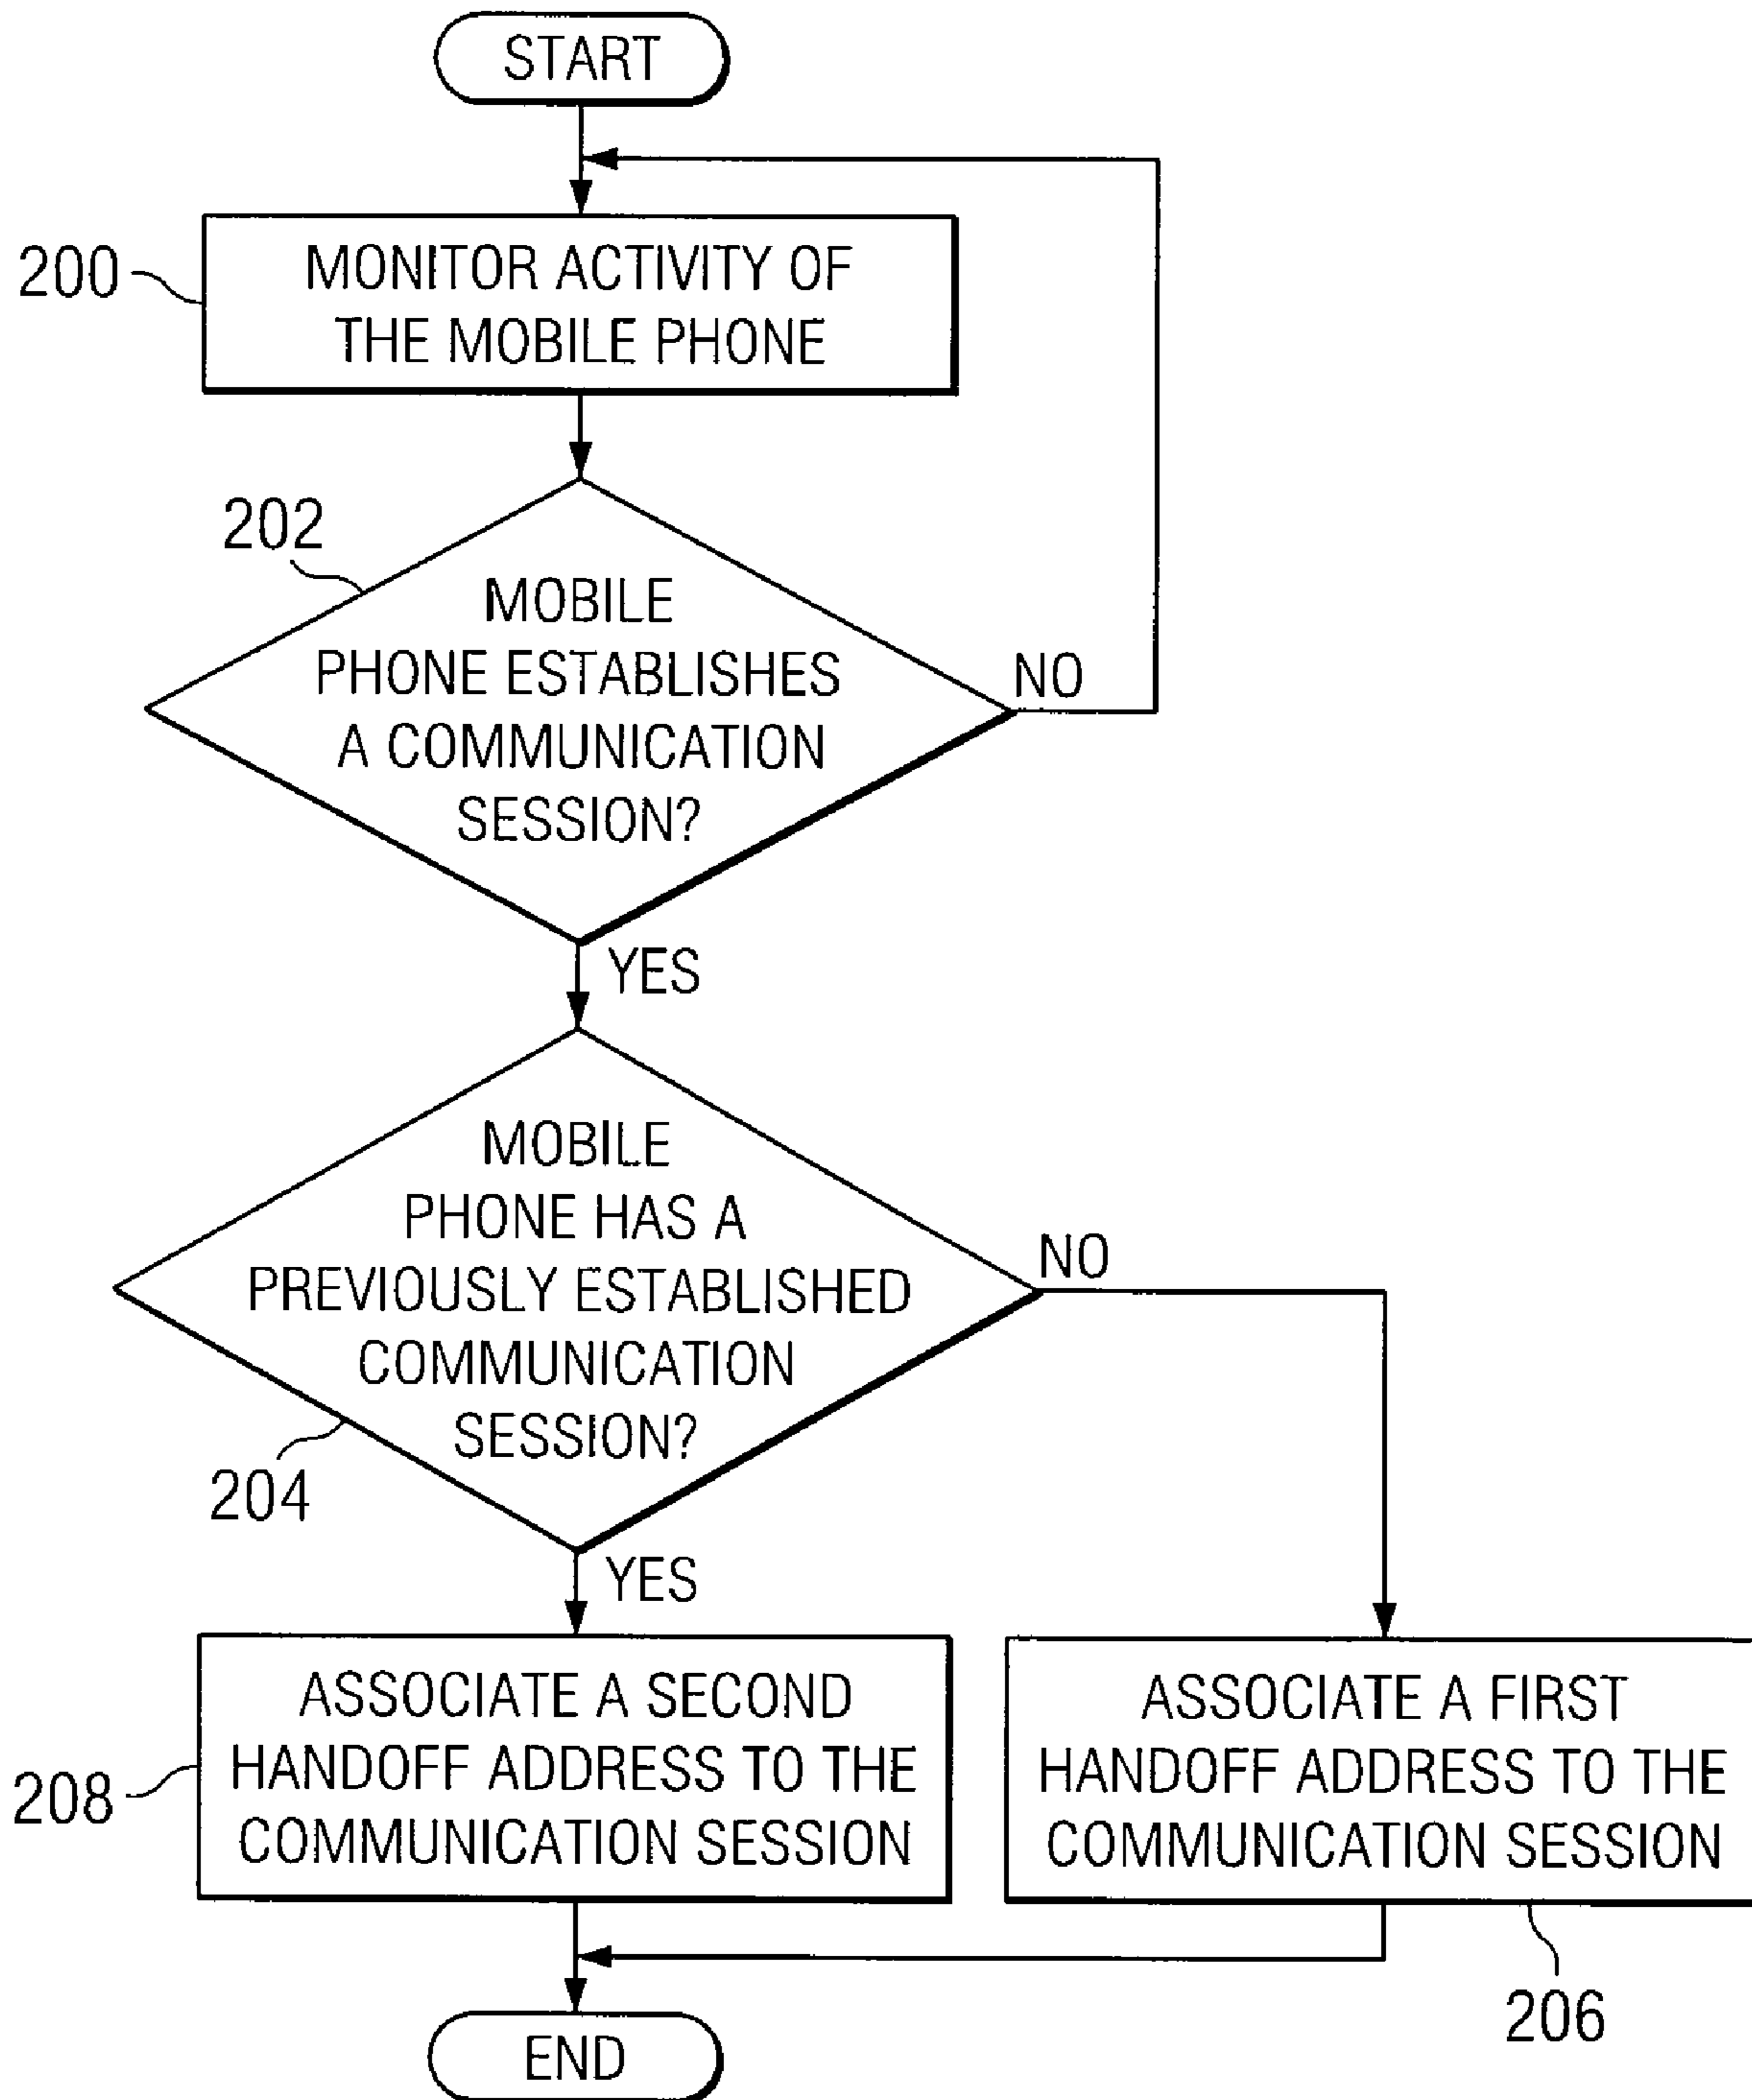 START
200
MONITOR ACTIVITY OF
THE MOBILE PHONE
202
MOBILE
PHONE ESTABLISHES
A COMMUNICATION
SESSION?
NO
YES
MOBILE
PHONE HAS A
PREVIOUSLY ESTABLISHED
COMMUNICATION
SESSION?
NO
204
YES
208
ASSOCIATE A SECOND
HANDOFF ADDRESS TO THE
COMMUNICATION SESSION
ASSOCIATE A FIRST
HANDOFF ADDRESS TO THE
COMMUNICATION SESSION
206
END